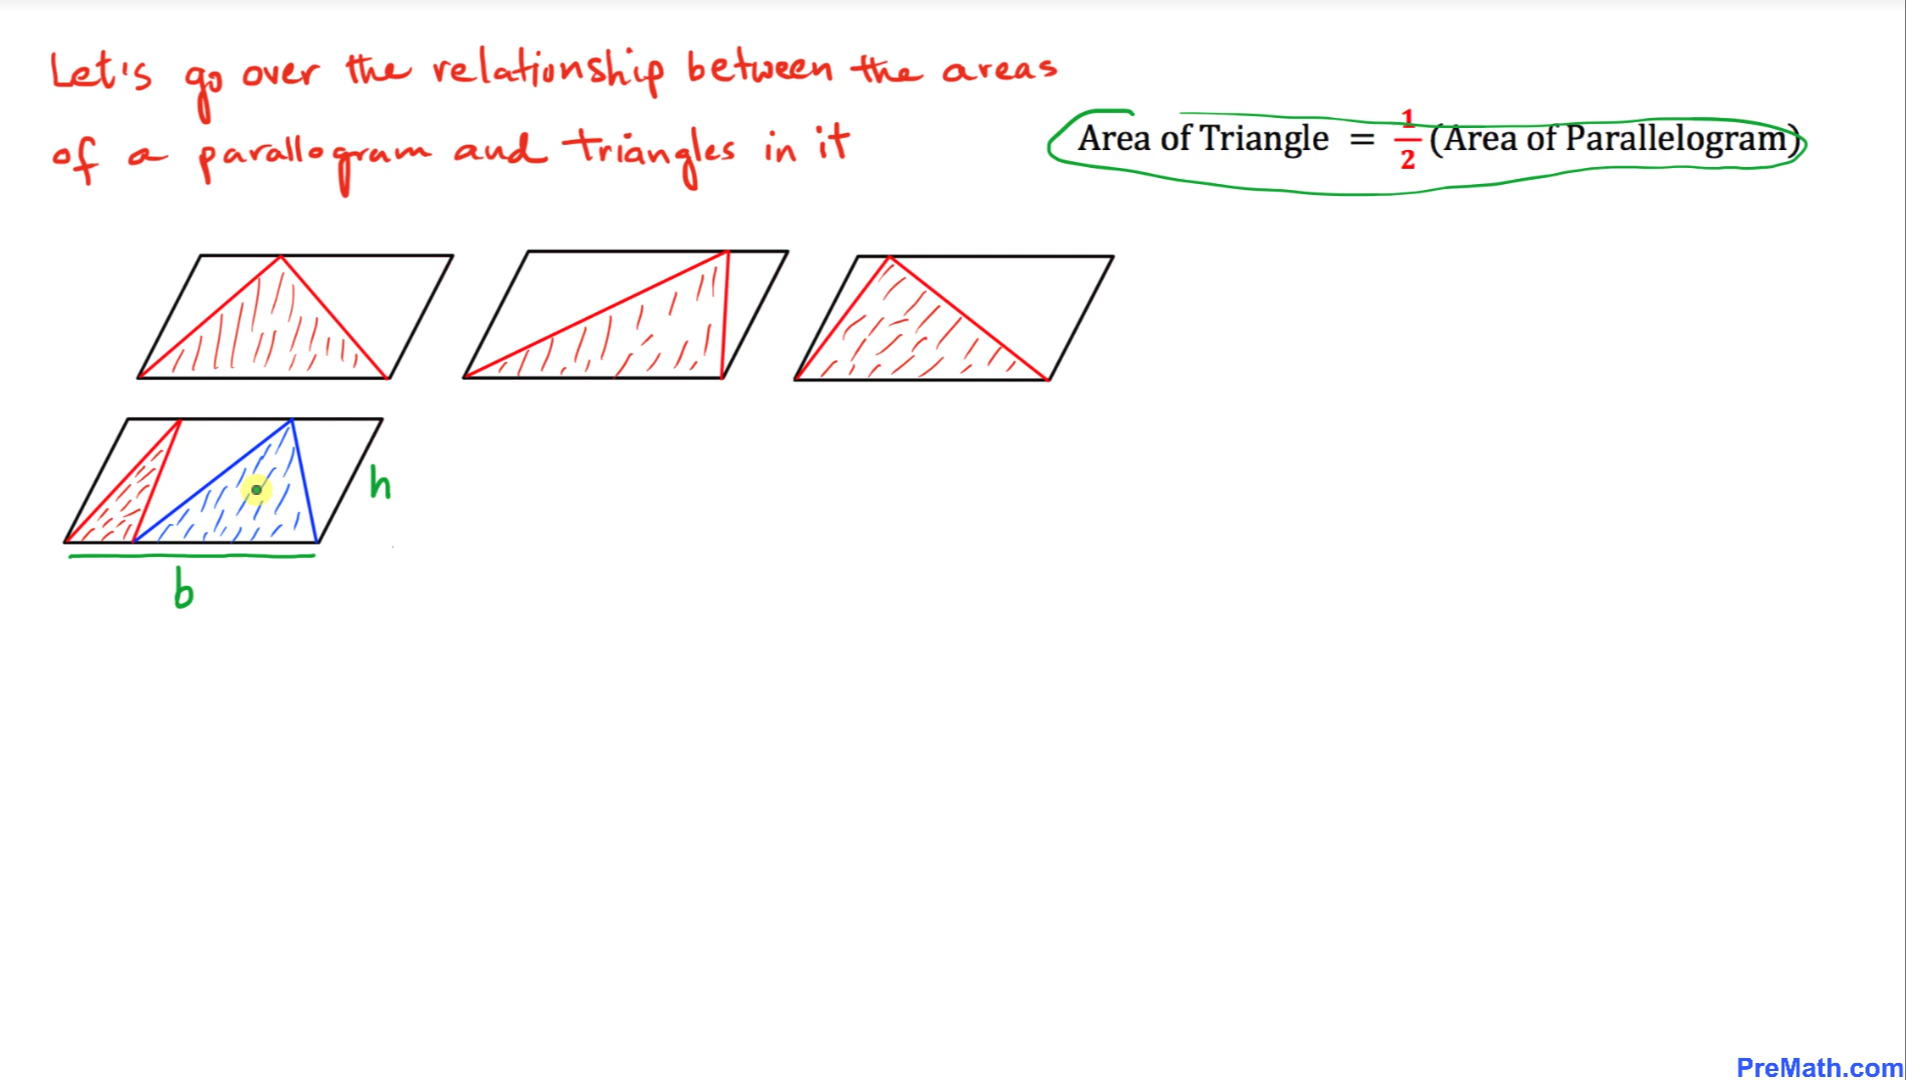 Let's go over the relationship between the areas
of a parallogram and triangles in it
Area of Triangle = 1/2 (Area of Parallelogram)
h
b
PreMath.com